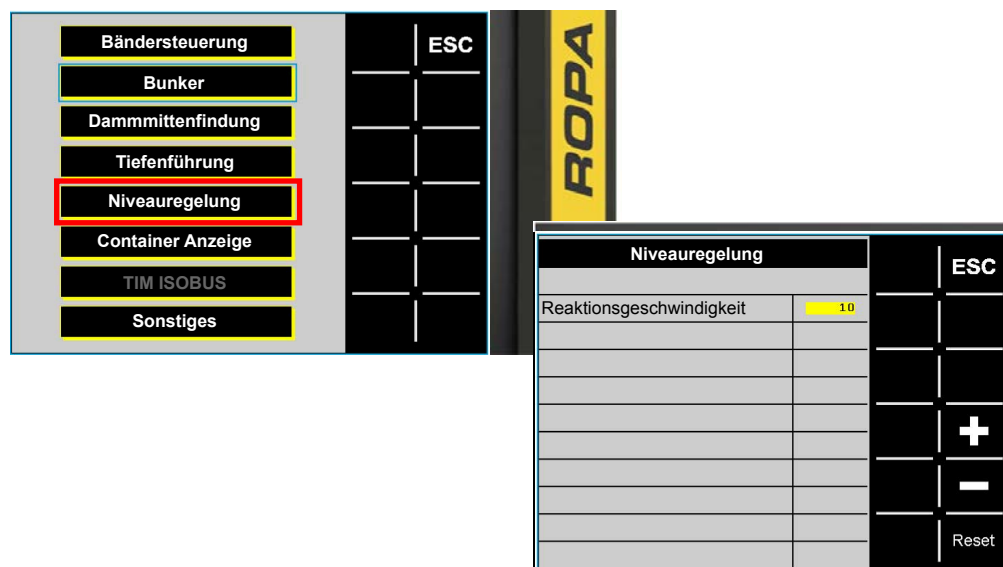 Bändersteuerung
ESC
Bunker
Dammmittenfindung
Tiefenführung
Niveauregelung
Container Anzeige
TIM ISOBUS
Sonstiges
ROPA
Niveauregelung
ESC
Reaktionsgeschwindigkeit 10
+
-
Reset